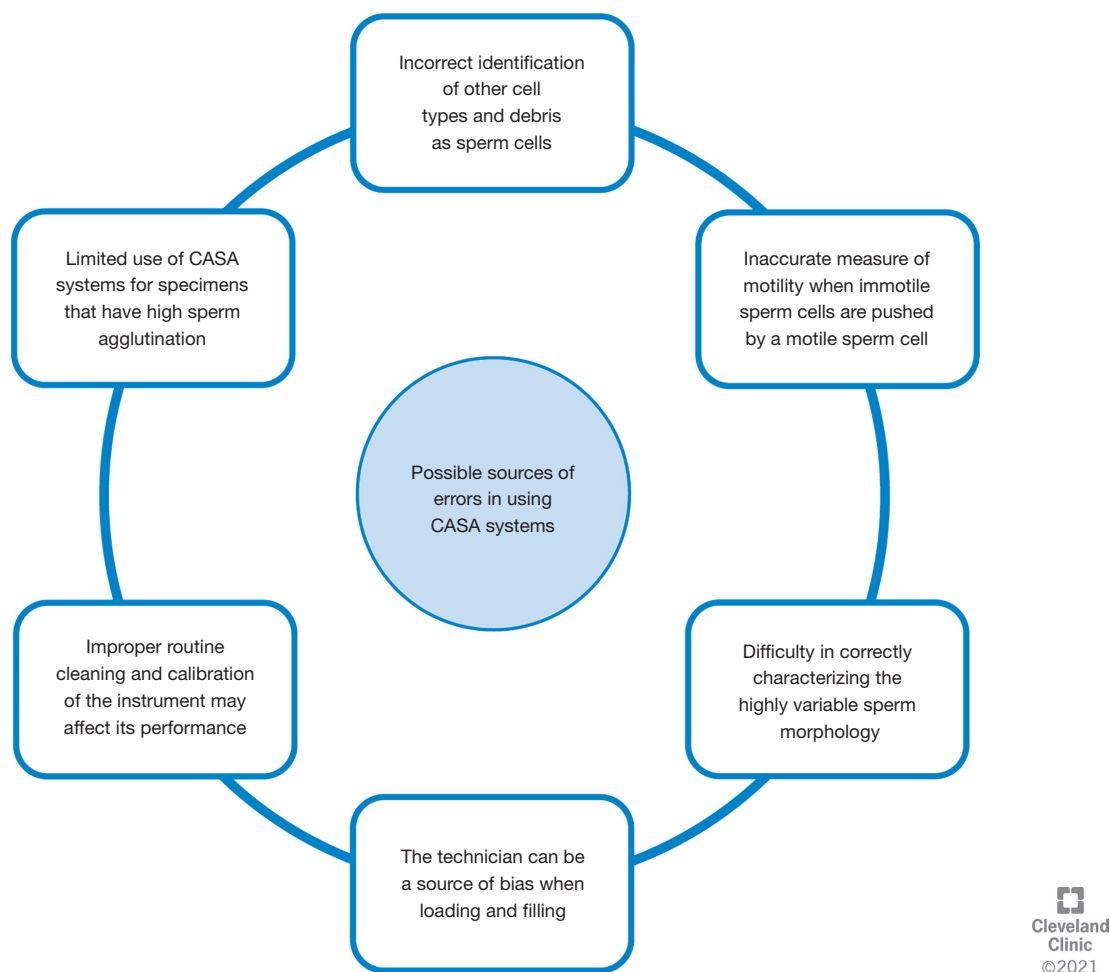 Incorrect identification
of other cell
types and debris
as sperm cells
Inaccurate measure of
motility when immotile
sperm cells are pushed
by a motile sperm cell
Difficulty in correctly
characterizing the
highly variable sperm
morphology
The technician can be
a source of bias when
loading and filling
Improper routine
cleaning and calibration
of the instrument may
affect its performance
Limited use of CASA
systems for specimens
that have high sperm
agglutination
Possible sources of
errors in using
CASA systems
Cleveland
Clinic
©2021